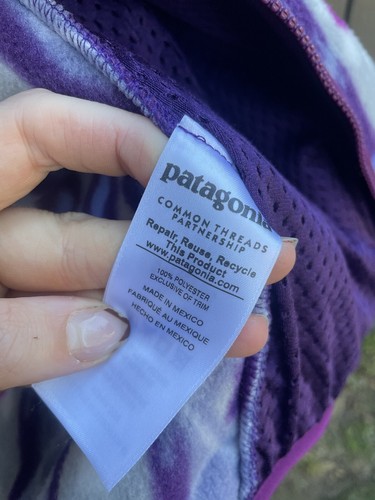 patagonia
COMMON THREADS
PARTNERSHIP
Repair, Reuse, Recycle
This Product
www.patagonia.com
100% POLYESTER
EXCLUSIVE OF TRIM
MADE IN MEXICO
FABRIQUÉ AU MEXIQUE
HECHO EN MEXICO